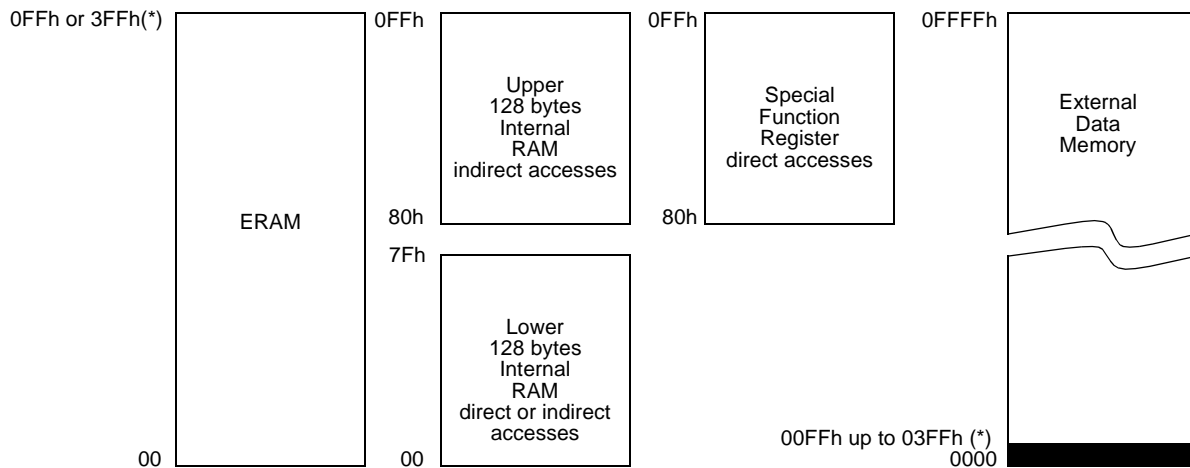 0FFh or 3FFh(*)
ERAM
00
0FFh
Upper
128 bytes
Internal
RAM
indirect accesses
80h
7Fh
Lower
128 bytes
Internal
RAM
direct or indirect
accesses
00
0FFh
Special
Function
Register
direct accesses
80h
0FFFFh
External
Data
Memory
00FFh up to 03FFh (*)
0000